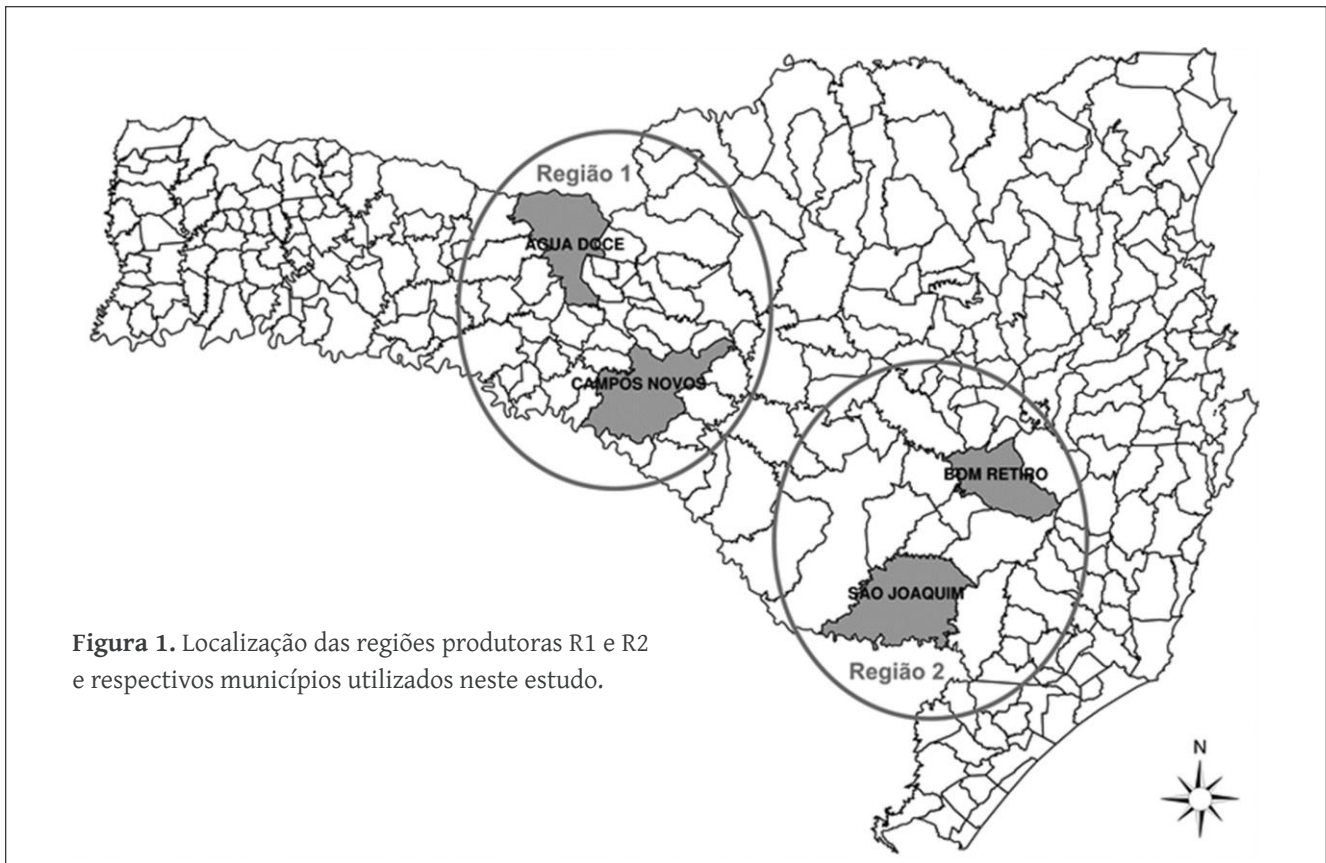 Região 1
ÁGUA DOCE
CAMPOS NOVOS
BOM RETIRO
SÃO JOAQUIM
Região 2
Figura 1. Localização das regiões produtoras R1 e R2
e respectivos municípios utilizados neste estudo.
N